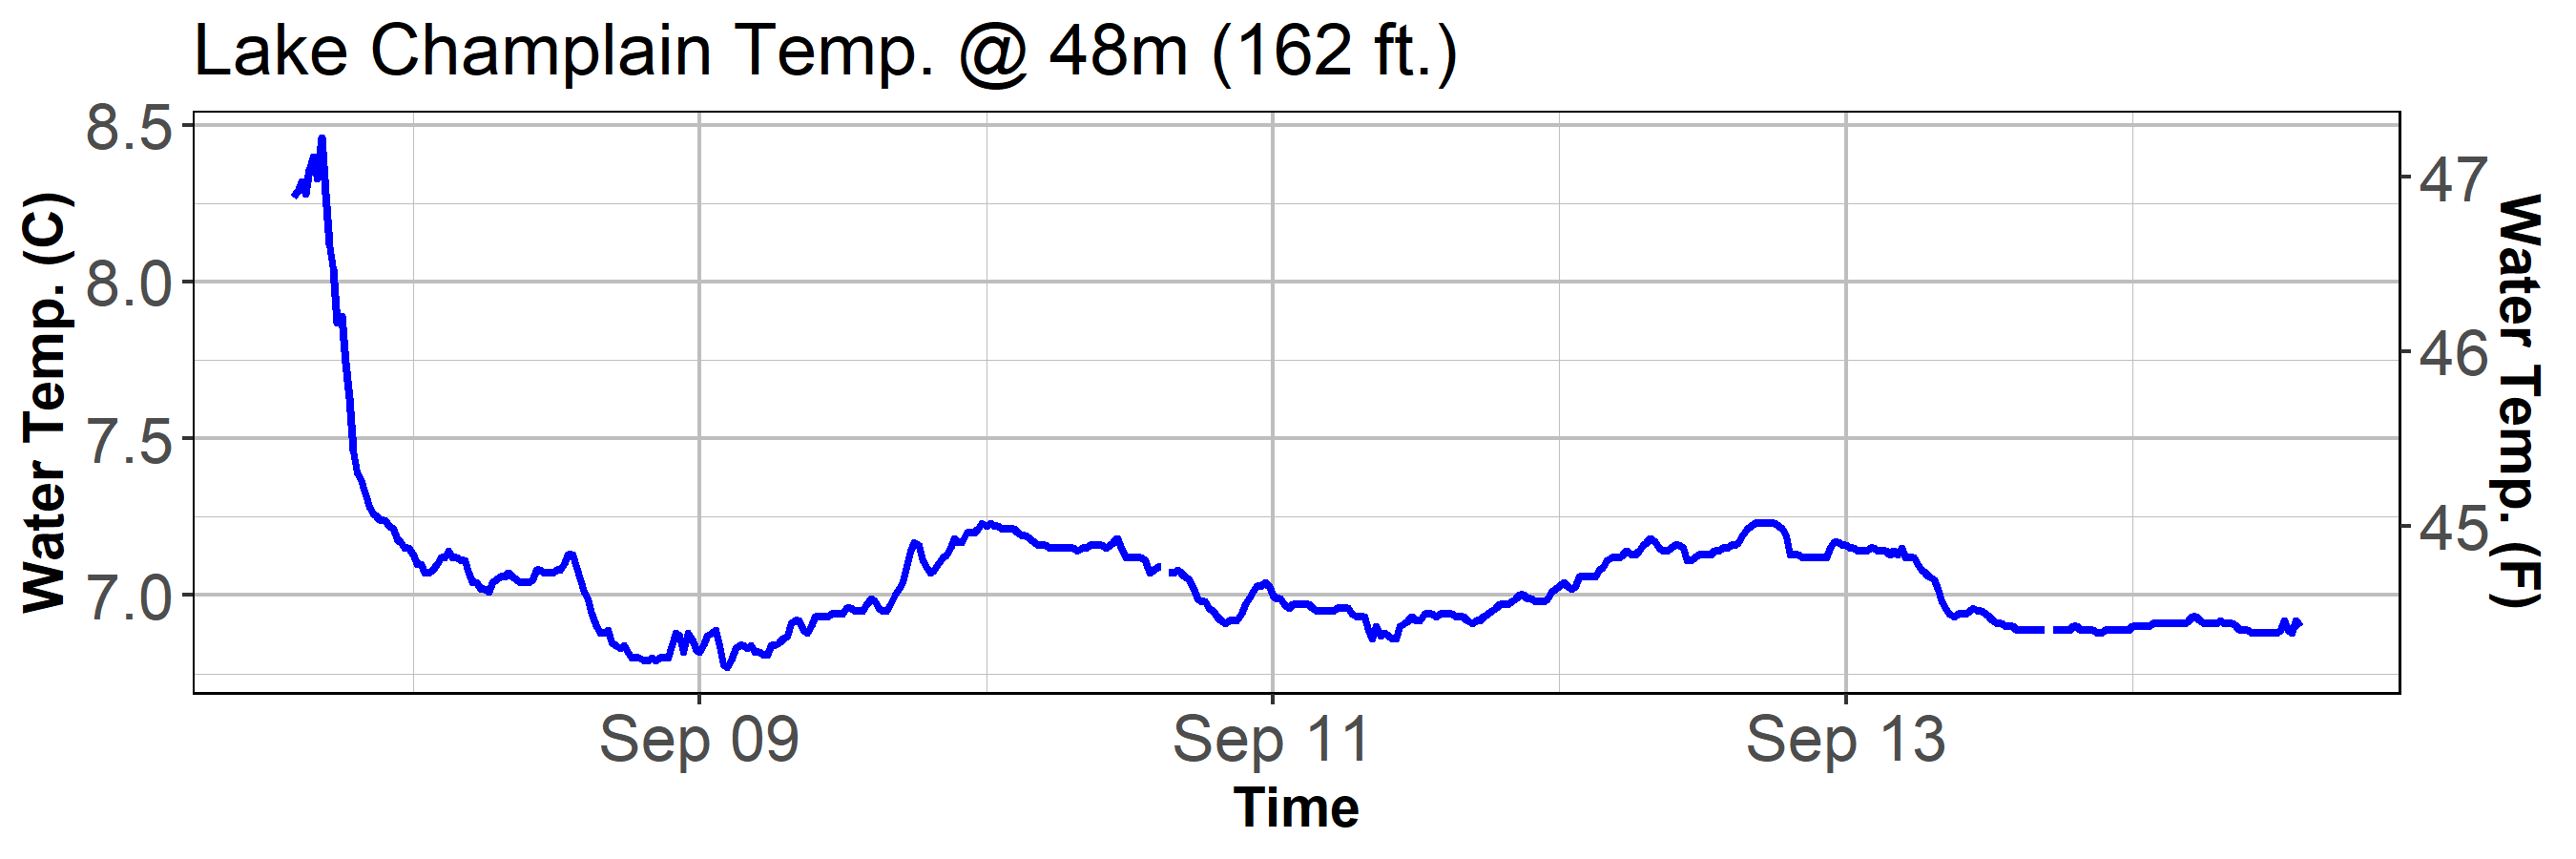 Lake Champlain Temp. @ 48m (162 ft.)
Water Temp. (C)
8.5
8.0
7.5
7.0
47
46
45
Water Temp. (F)
Sep 09
Sep 11
Sep 13
Time